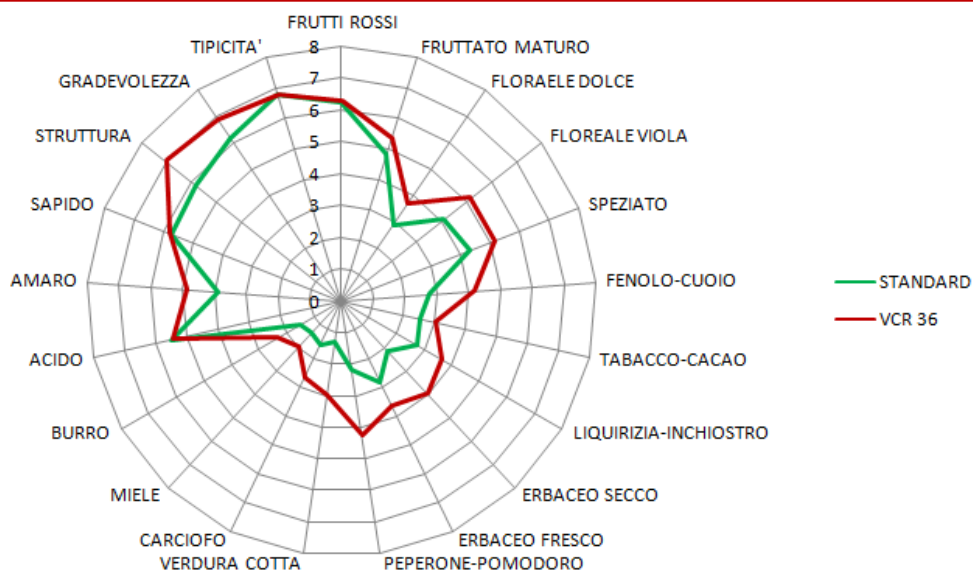 FRUTTI ROSSI
FRUTTATO MATURO
FLORAELE DOLCE
FLOREALE VIOLA
SPEZIATO
FENOLO-CUOIO
TABACCO-CACAO
LIQUIRIZIA-INCHIOSTRO
ERBACEO SECCO
ERBACEO FRESCO
PEPERONE-POMODORO
VERDURA COTTA
CARCIOFO
MIELE
BURRO
ACIDO
AMARO
SAPIDO
STRUTTURA
GRADEVOLEZZA
TIPICITA'
8
7
6
5
4
3
2
1
0
STANDARD
VCR 36